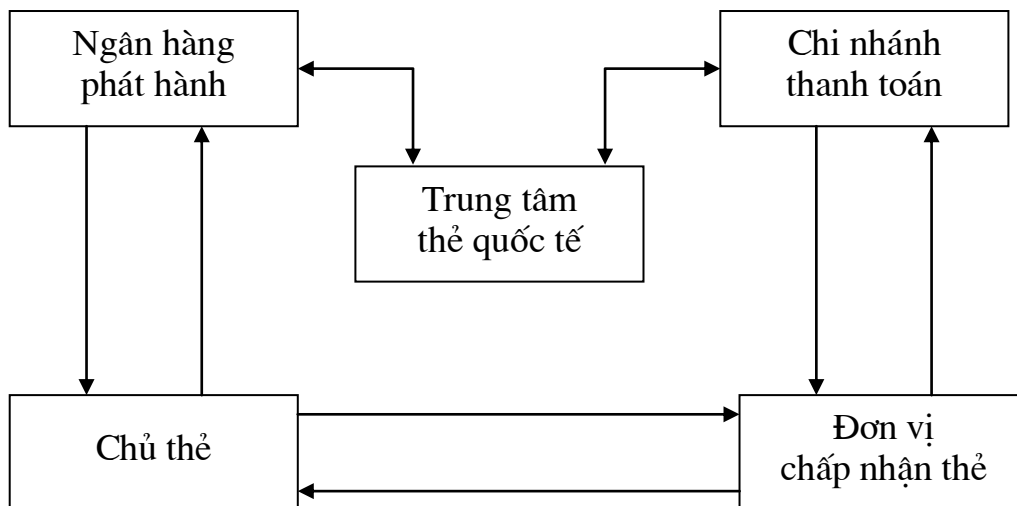 Ngân hàng
phát hành
Chi nhánh
thanh toán
Trung tâm
thẻ quốc tế
Chủ thẻ
Đơn vị
chấp nhận thẻ